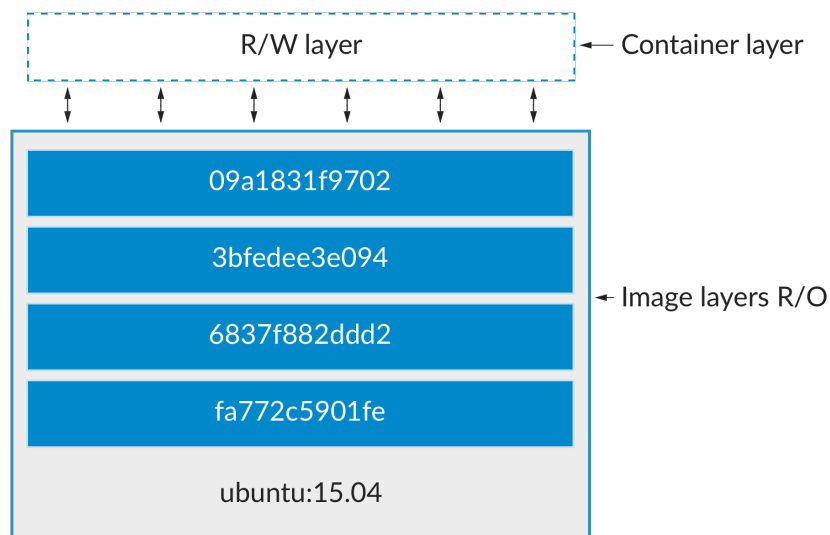 R/W layer
Container layer
09a1831f9702
3bfedee3e094
Image layers R/O
6837f882ddd2
fa772c5901fe
ubuntu:15.04